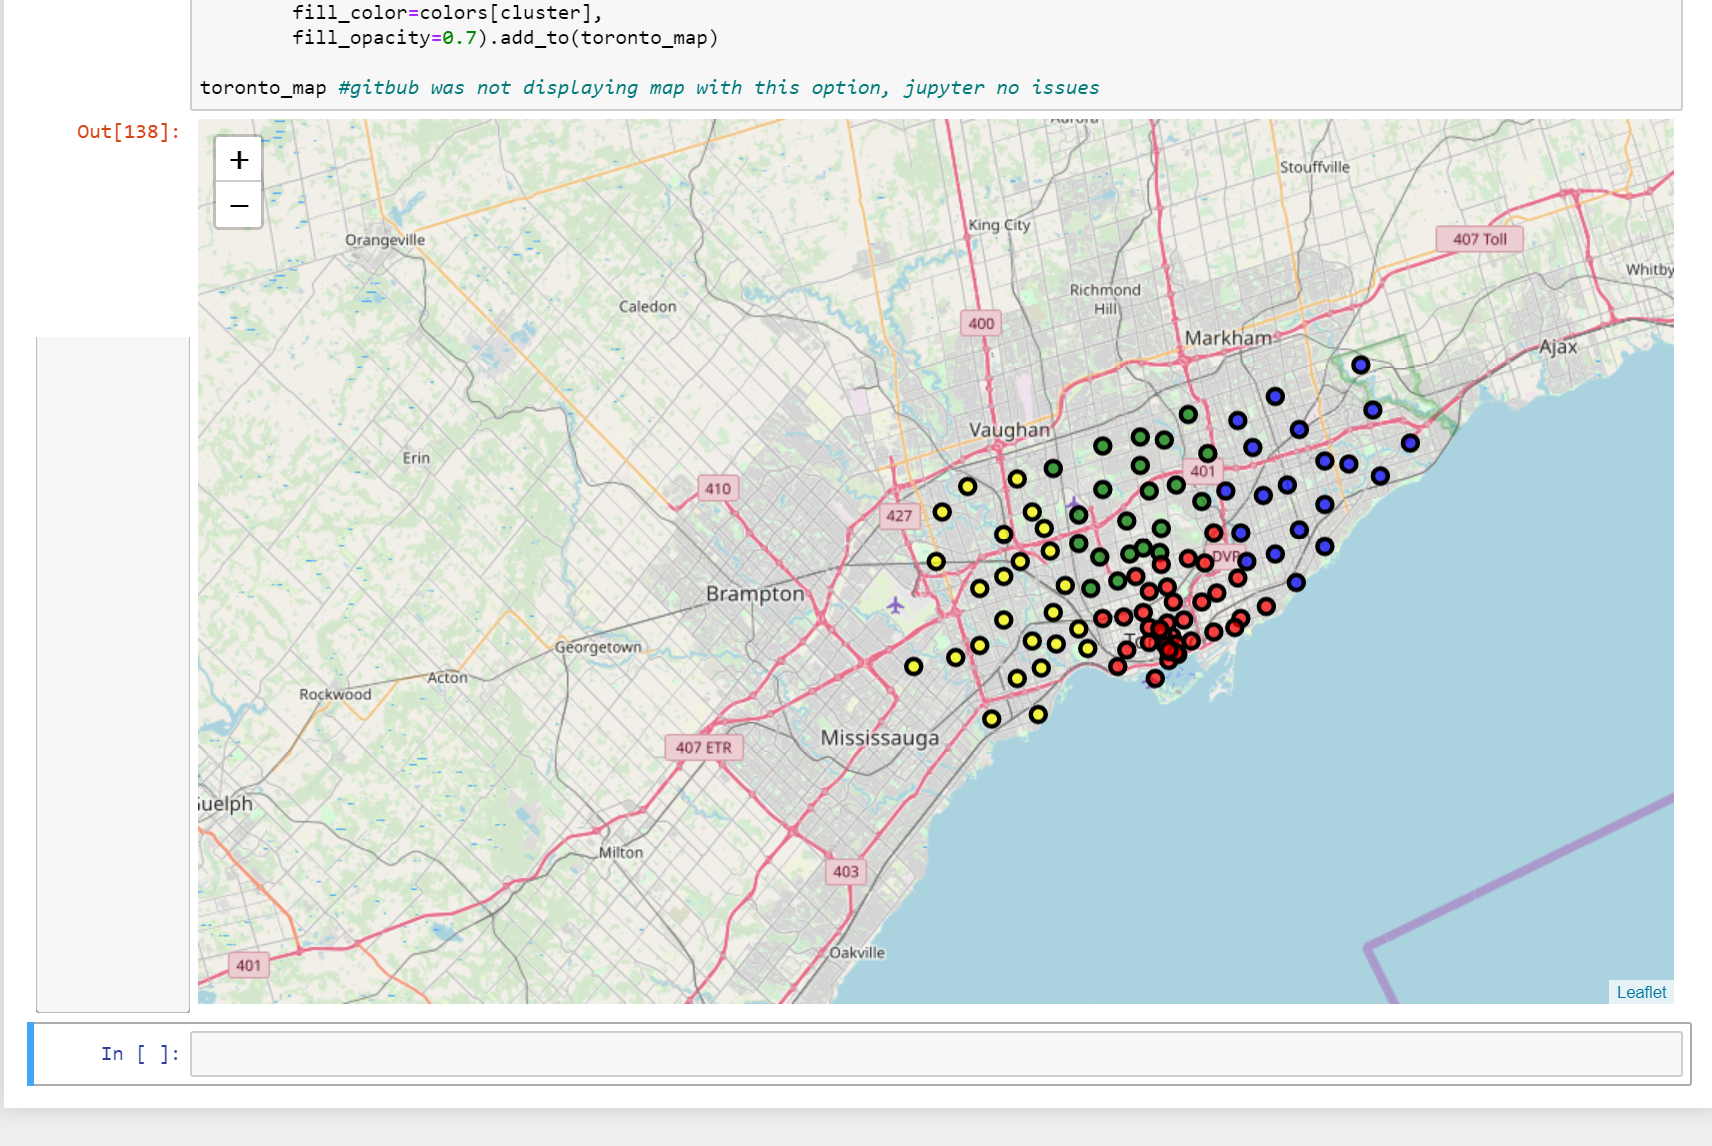 fill_color=colors[cluster],
fill_opacity=0.7).add_to(toronto_map)
toronto_map #gitbub was not displaying map with this option, jupyter no issues
Out[138]:
+
−
Aurora
Stouffville
Orangeville
King City
407 Toll
Whitby
Caledon
Richmond
Hill
400
Markham
Ajax
Vaughan
Erin
401
410
427
DVP
Brampton
Georgetown
Acton
Rockwood
Mississauga
407 ETR
Guelph
Milton
403
Oakville
401
Leaflet
In [ ]: